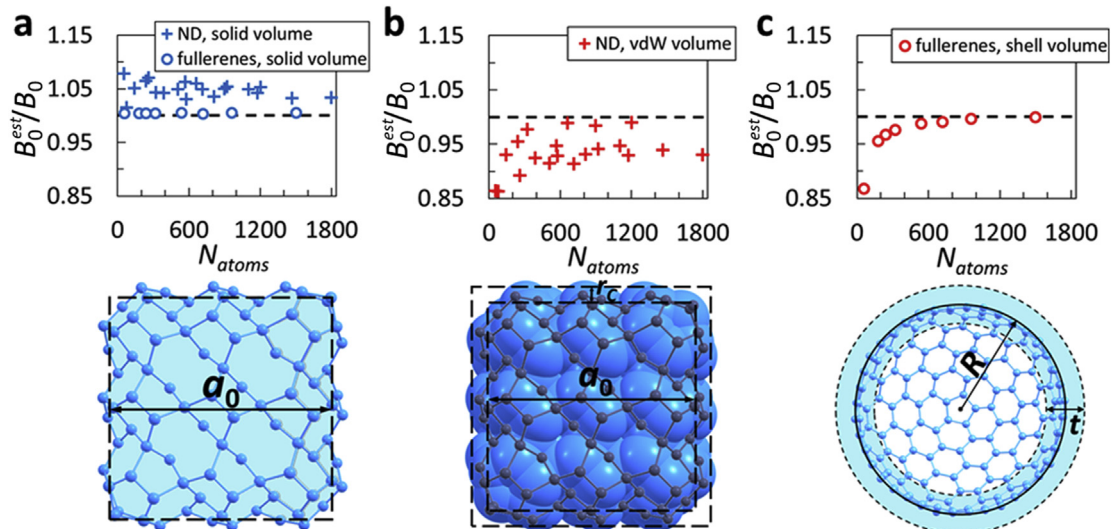 a
B₀ᵉˢᵗ/B₀
1.15
1.05
0.95
0.85
ND, solid volume
fullerenes, solid volume
0 600 1200 1800
Nₐₜₒₘₛ
a₀
b
B₀ᵉˢᵗ/B₀
1.15
1.05
0.95
0.85
ND, vdW volume
0 600 1200 1800
Nₐₜₒₘₛ
r_C
a₀
c
B₀ᵉˢᵗ/B₀
1.15
1.05
0.95
0.85
fullerenes, shell volume
0 600 1200 1800
Nₐₜₒₘₛ
R
t